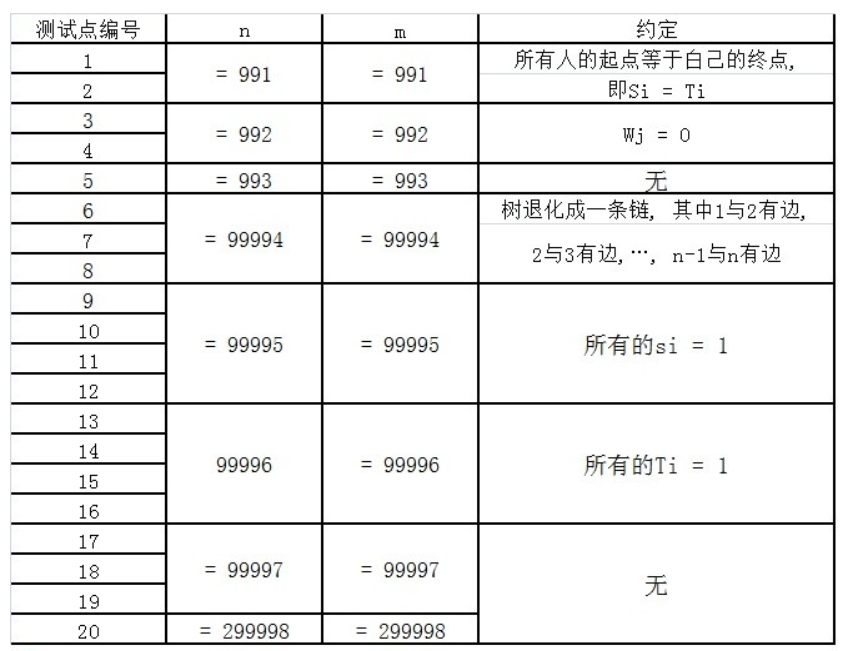 测试点编号 n m 约定
1 = 991 = 991 所有人的起点等于白己的终点,
2 即Si = Ti
3 = 992 = 992 Wj = 0
4
5 = 993 = 993 无
6 = 99994 = 99994 树退化成一条链, 其中1与2有边,
7 2与3有边,…, n-1与n有边
8
9 = 99995 = 99995 所有的si = 1
10
11
12
13 99996 = 99996 所有的Ti = 1
14
15
16
17 = 99997 = 99997 无
18
19
20 = 299998 = 299998